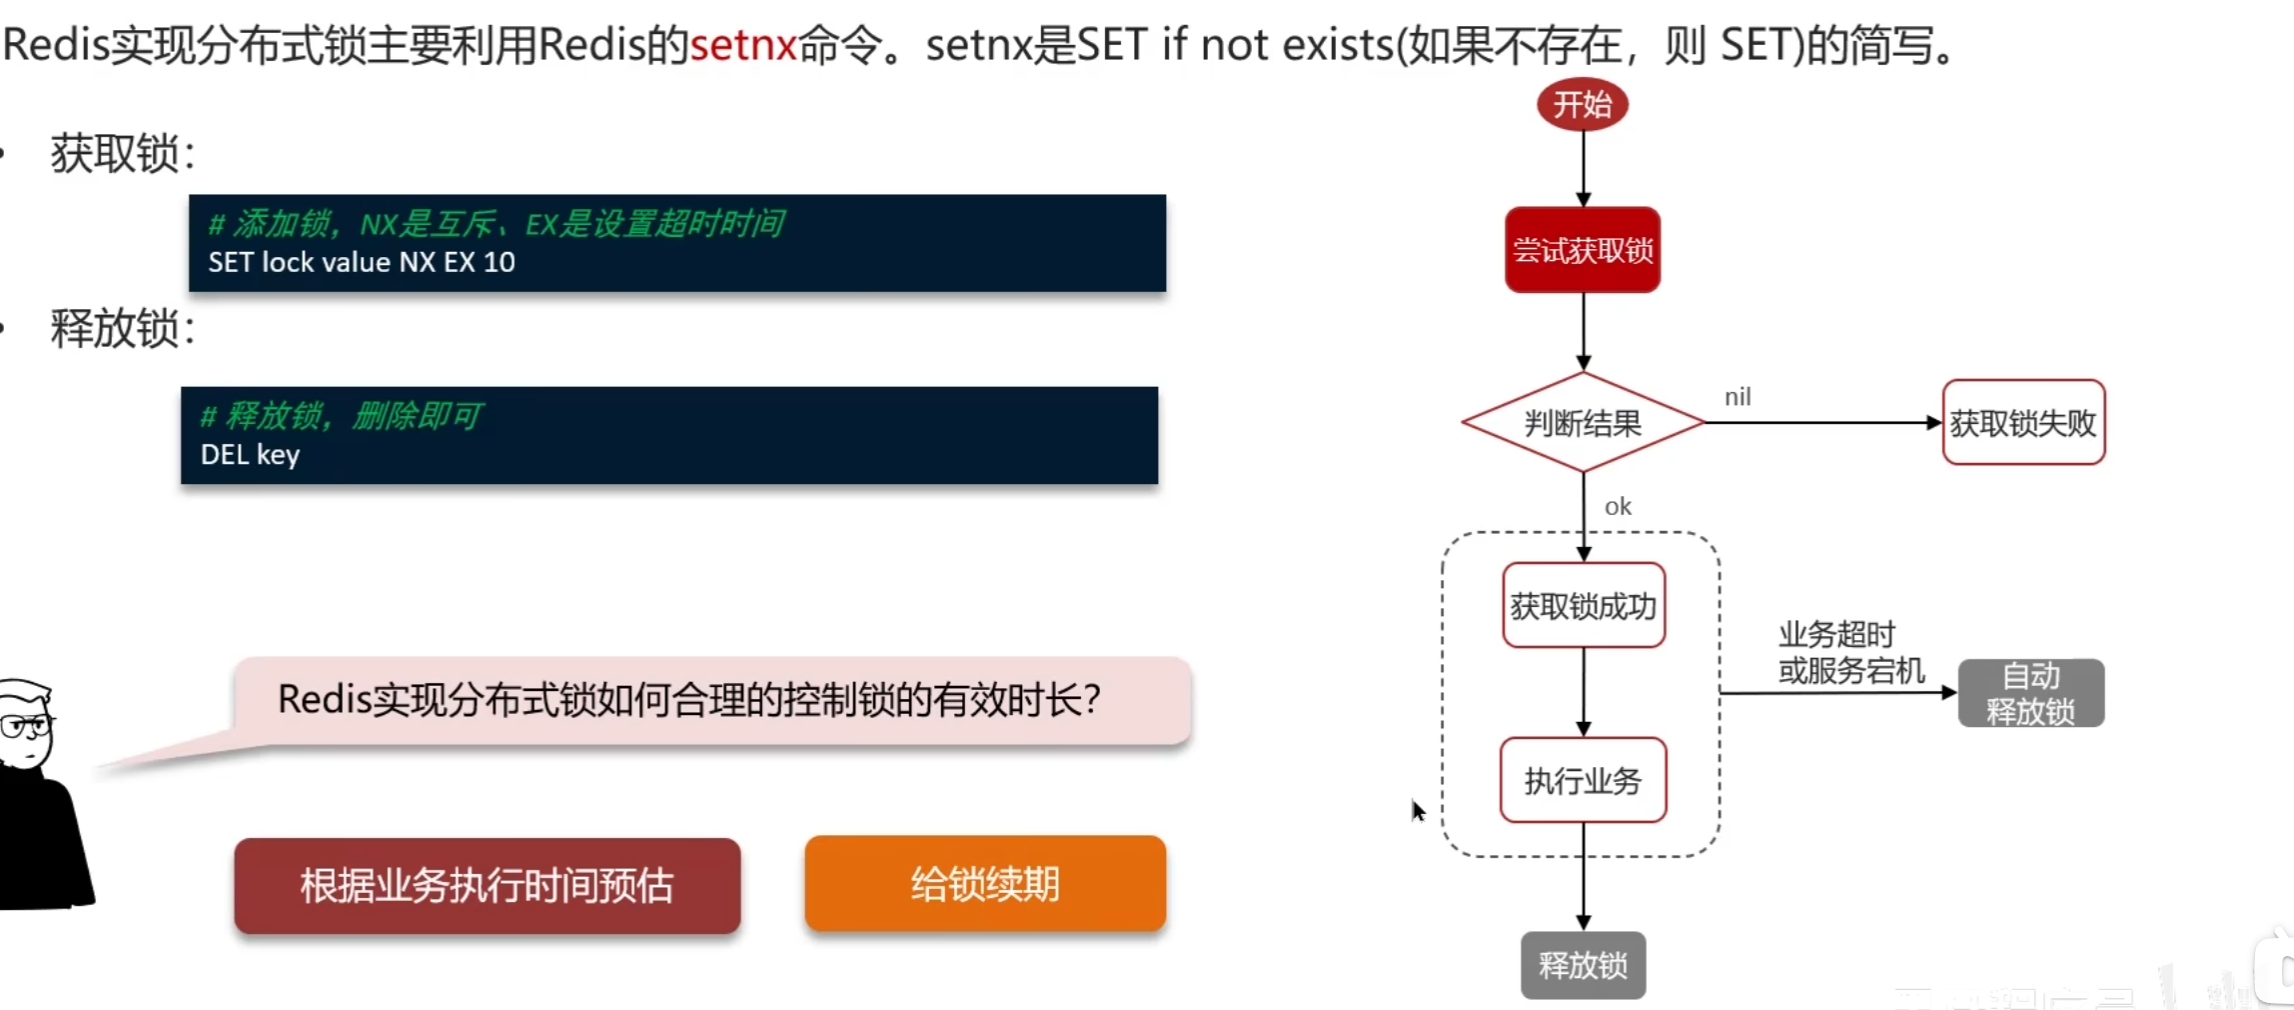 Redis实现分布式锁主要利用Redis的setnx命令。setnx是SET if not exists(如果不存在，则 SET)的简写。
• 获取锁：
# 添加锁，NX是互斥、EX是设置超时时间
SET lock value NX EX 10
• 释放锁：
# 释放锁，删除即可
DEL key
Redis实现分布式锁如何合理的控制锁的有效时长？
根据业务执行时间预估
给锁续期
开始
尝试获取锁
判断结果
nil
获取锁失败
ok
获取锁成功
执行业务
业务超时
或服务宕机
自动
释放锁
释放锁